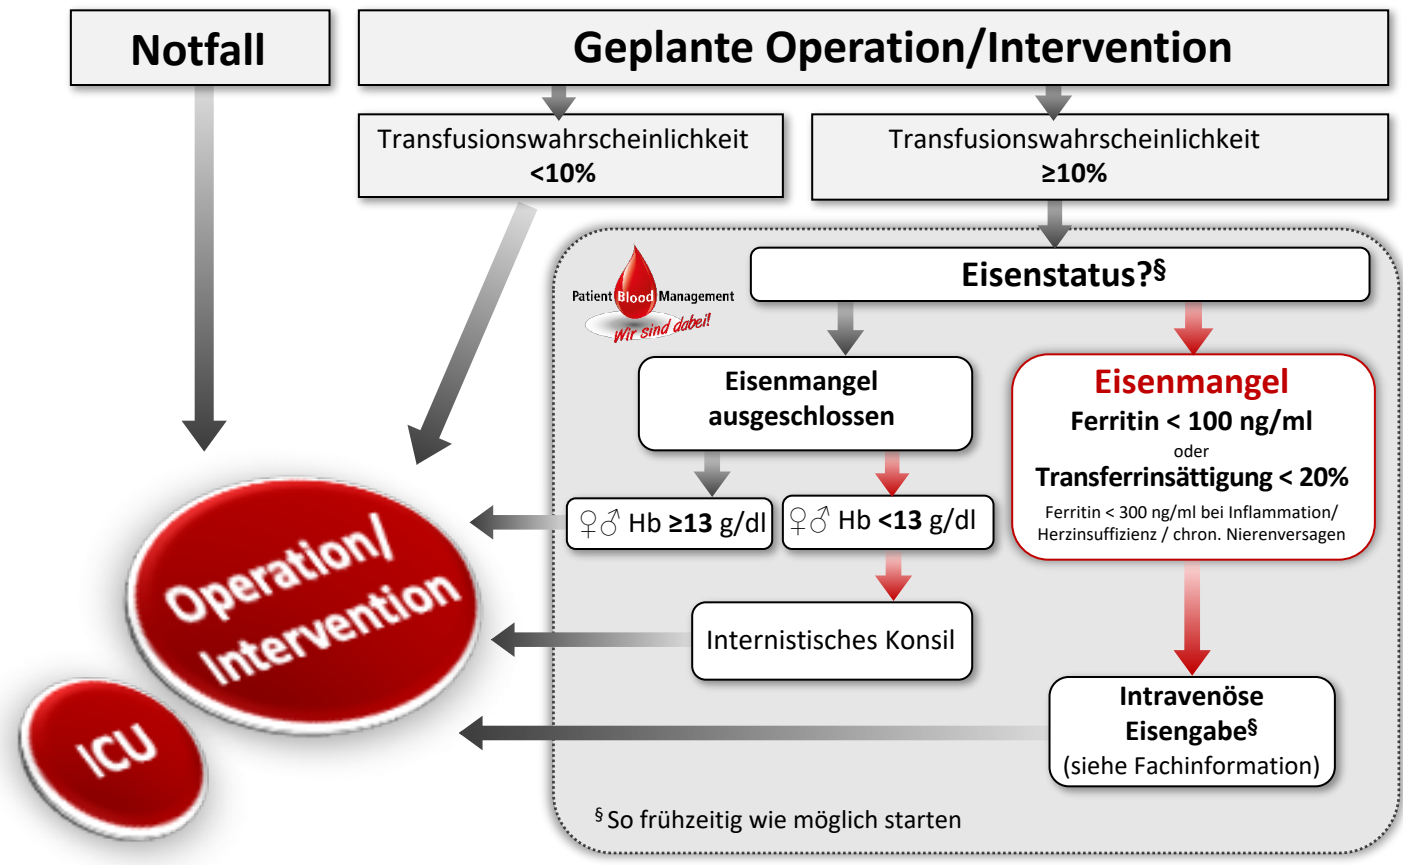 Notfall
Geplante Operation/Intervention
Transfusionswahrscheinlichkeit
<10%
Transfusionswahrscheinlichkeit
≥10%
Eisenstatus?§
Patient Blood Management
Wir sind dabei!
Eisenmangel
ausgeschlossen
Eisenmangel
Ferritin < 100 ng/ml
oder
Transferrinsättigung < 20%
Ferritin < 300 ng/ml bei Inflammation/
Herzinsuffizienz / chron. Nierenversagen
♀♂ Hb ≥13 g/dl
♀♂ Hb <13 g/dl
Operation/
Intervention
Internistisches Konsil
Intravenöse
Eisengabe§
(siehe Fachinformation)
ICU
§ So frühzeitig wie möglich starten